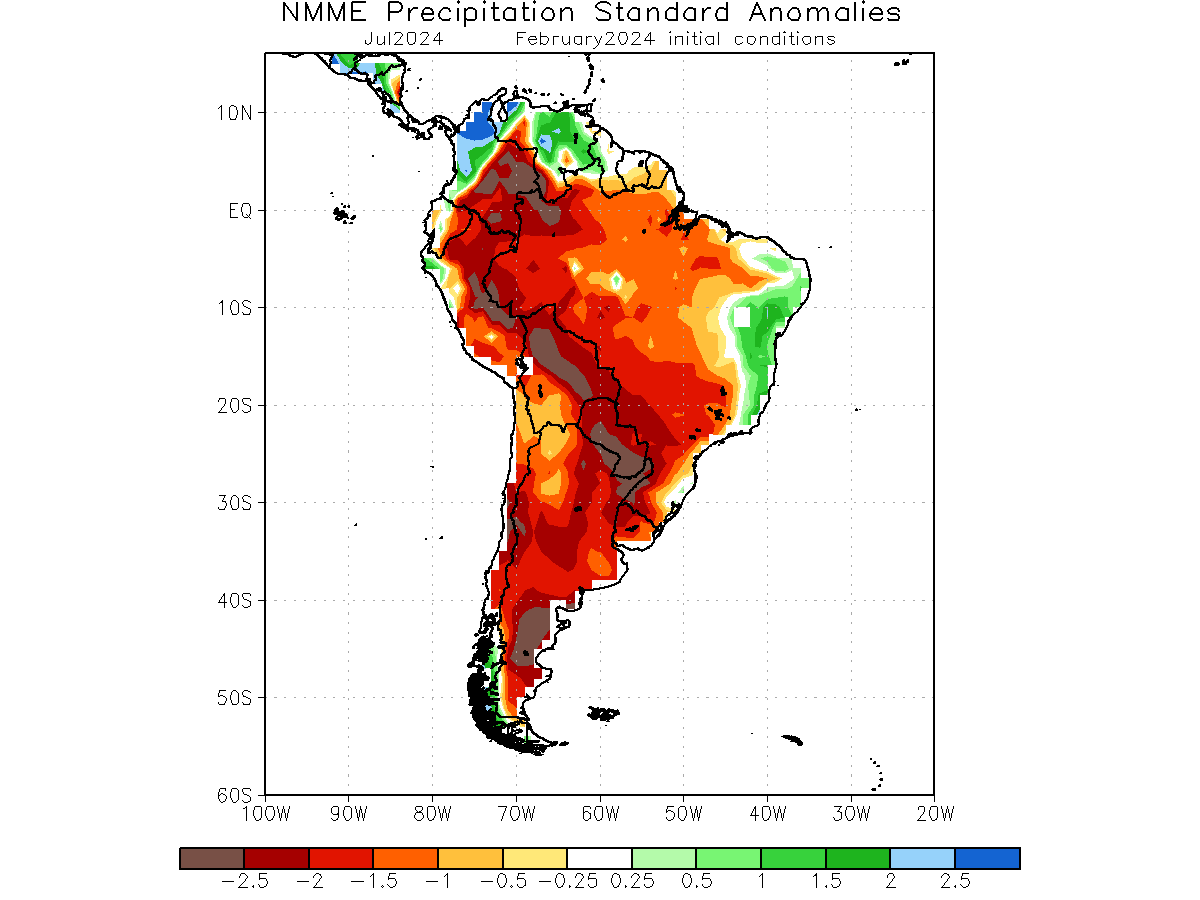 NMME Precipitation Standard Anomalies
Jul2024 February2024 initial conditions
10N
EQ
10S
20S
30S
40S
50S
60S
100W 90W 80W 70W 60W 50W 40W 30W 20W
-2.5 -2 -1.5 -1 -0.5 -0.25 0.25 0.5 1 1.5 2 2.5